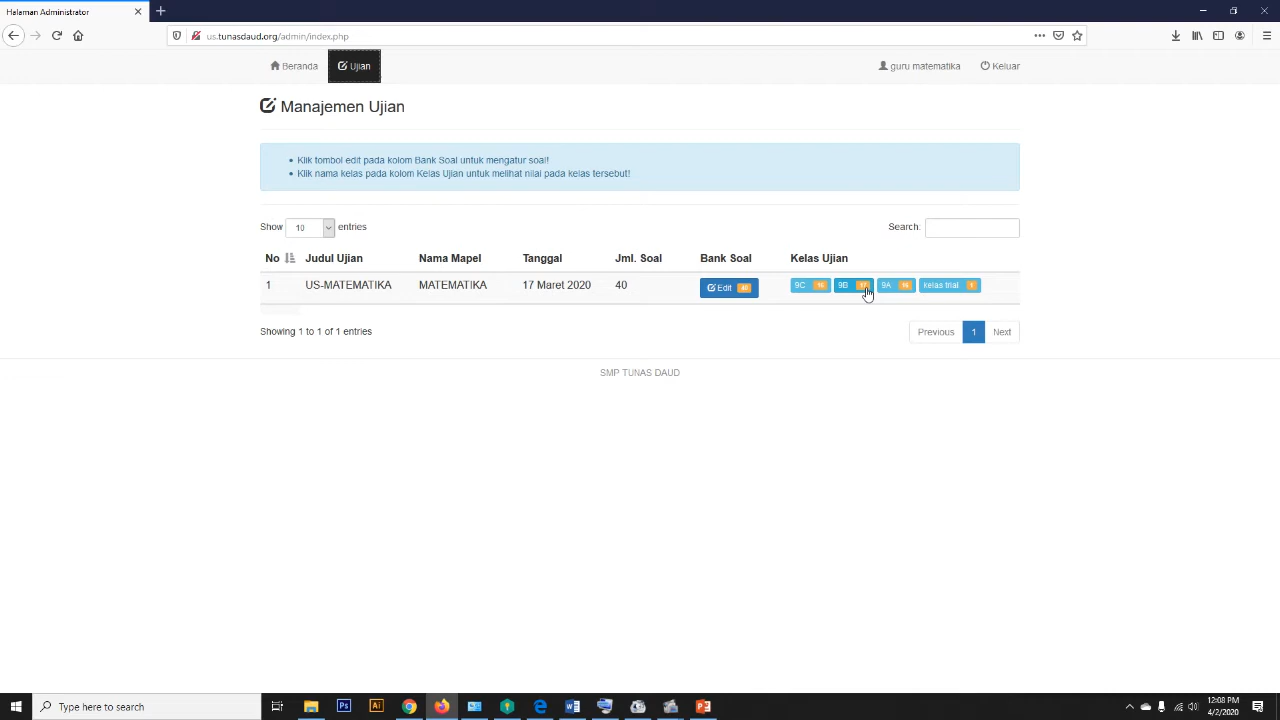 Halaman Administrator
us.tunasdaud.org/admin/index.php
Beranda Ujian guru matematika Keluar
Manajemen Ujian
Klik tombol edit pada kolom Bank Soal untuk mengatur soal!
Klik nama kelas pada kolom Kelas Ujian untuk melihat nilai pada kelas tersebut!
Show 10 entries Search:
No Judul Ujian Nama Mapel Tanggal Jml. Soal Bank Soal Kelas Ujian
1 US-MATEMATIKA MATEMATIKA 17 Maret 2020 40 Edit 40 9C 9B 9A kelas trial
Showing 1 to 1 of 1 entries Previous 1 Next
SMP TUNAS DAUD
Type here to search
12:08 PM
4/2/2020